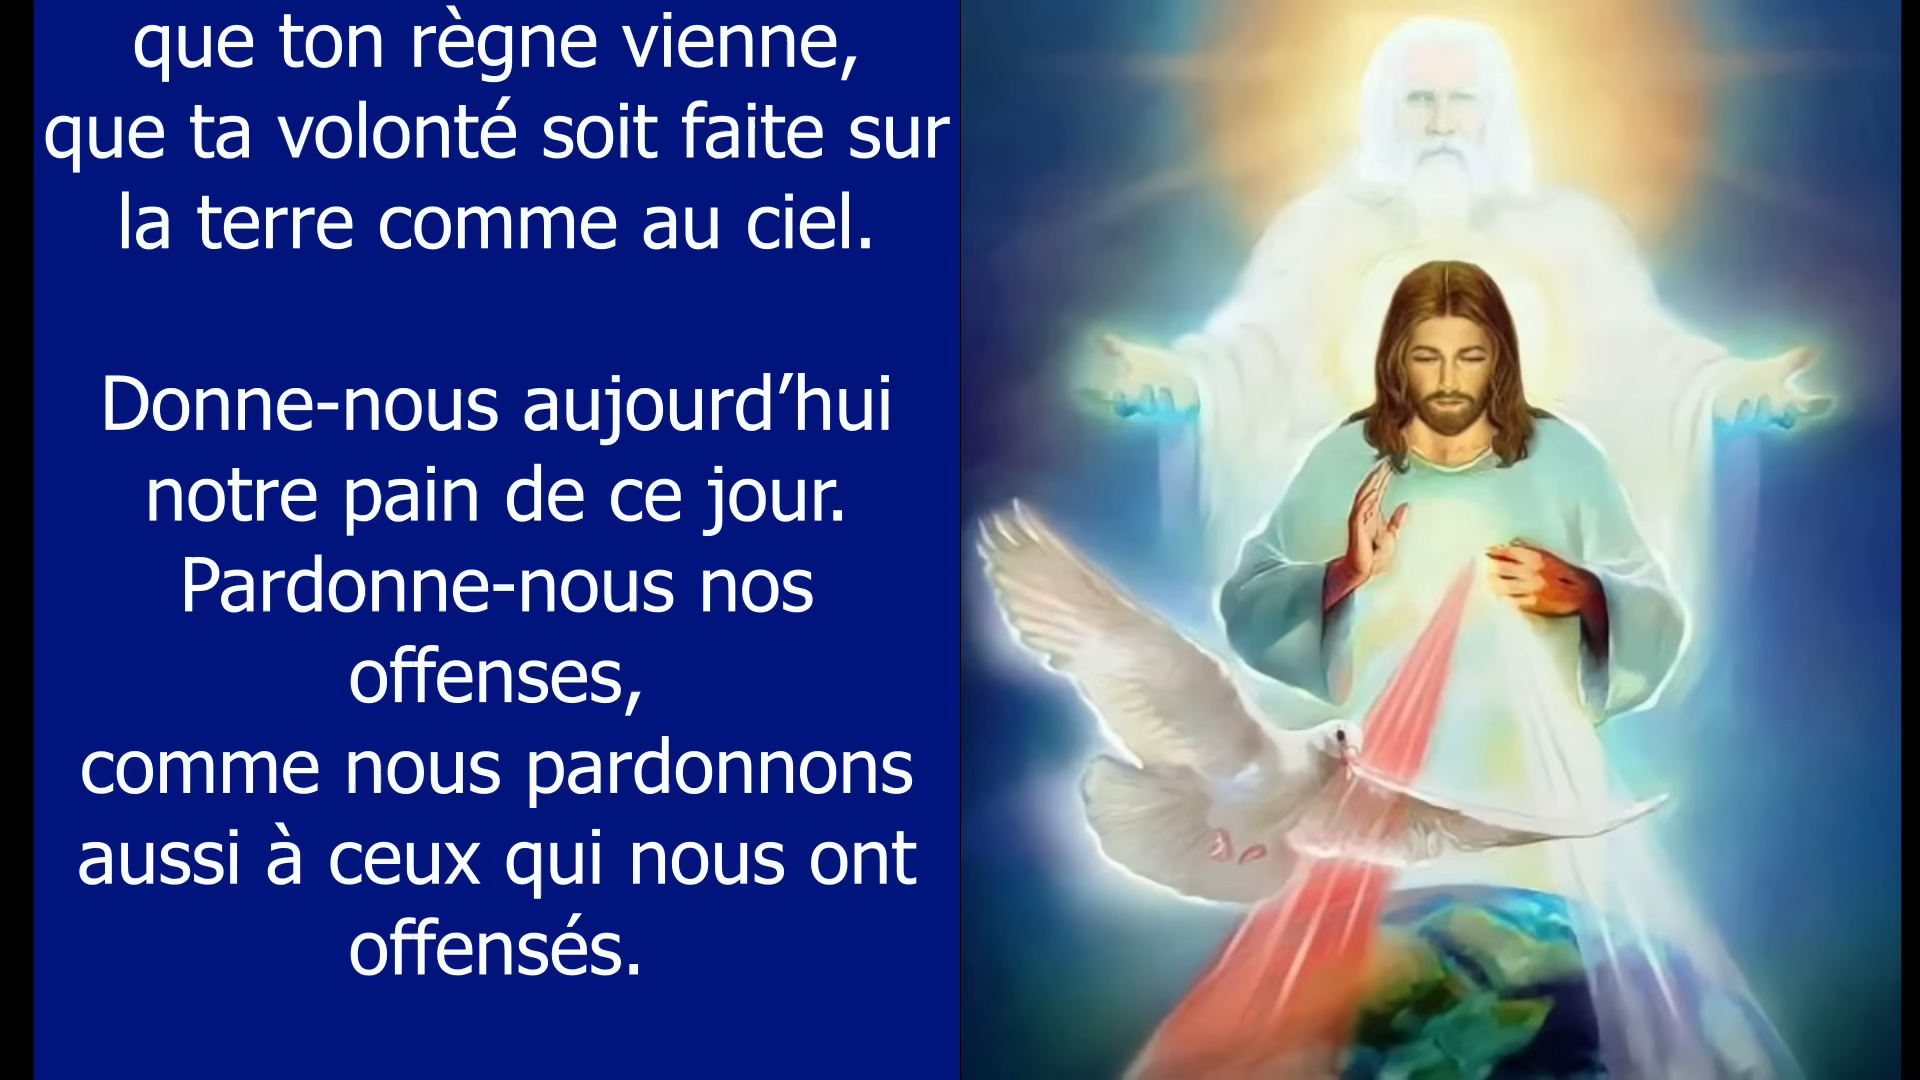 que ton règne vienne,
que ta volonté soit faite sur
la terre comme au ciel.
Donne-nous aujourd’hui
notre pain de ce jour.
Pardonne-nous nos
offenses,
comme nous pardonnons
aussi à ceux qui nous ont
offensés.